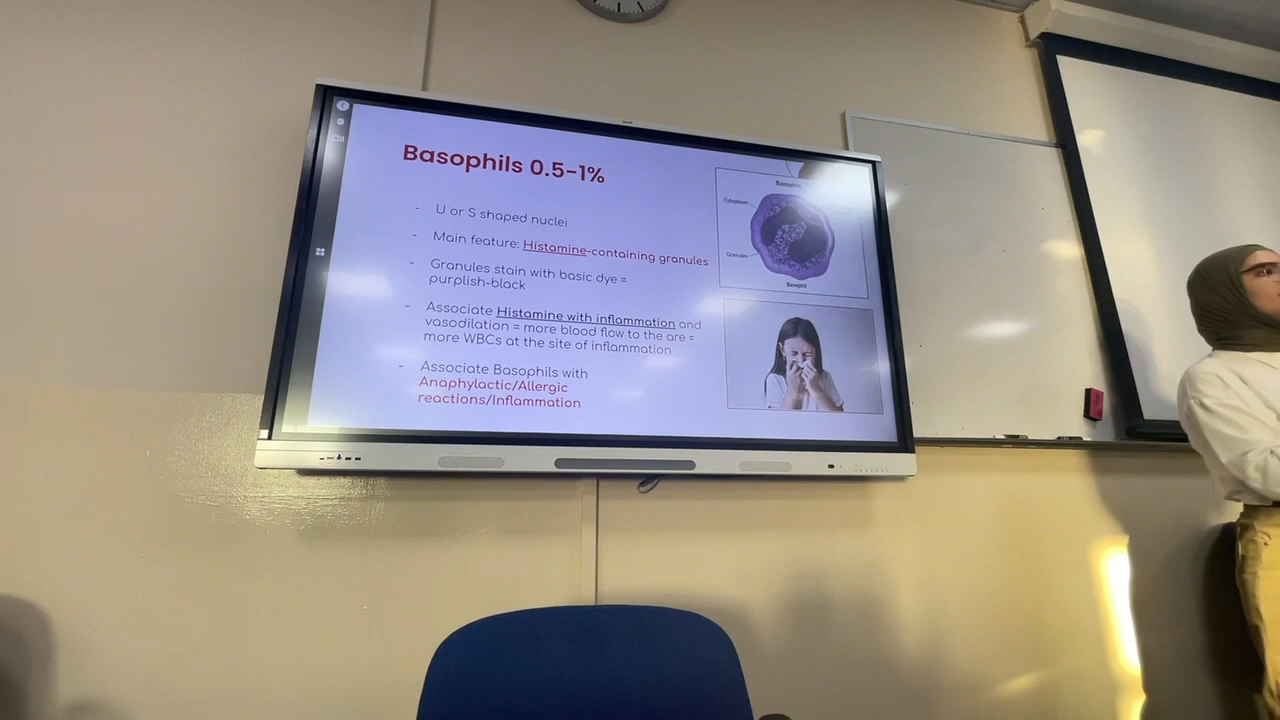 Basophils 0.5-1%
- U or S shaped nuclei
- Main feature: Histamine-containing granules
- Granules stain with basic dye =
purplish-black
- Associate Histamine with inflammation and
vasodilation = more blood flow to the are =
more WBCs at the site of inflammation
- Associate Basophils with
Anaphylactic/Allergic
reactions/Inflammation
Basophil
Cytoplasm
Granules
Basophil